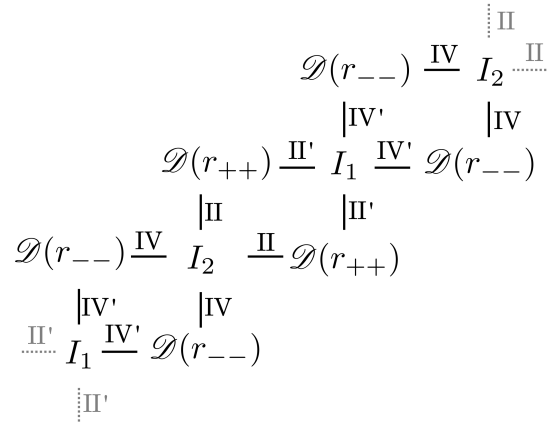 II
𝒟(r₋₋) IV I₂ II
IV' IV
𝒟(r₊₊) II' I₁ IV' 𝒟(r₋₋)
II II'
𝒟(r₋₋) IV I₂ II 𝒟(r₊₊)
IV' IV
II' I₁ IV' 𝒟(r₋₋)
II'